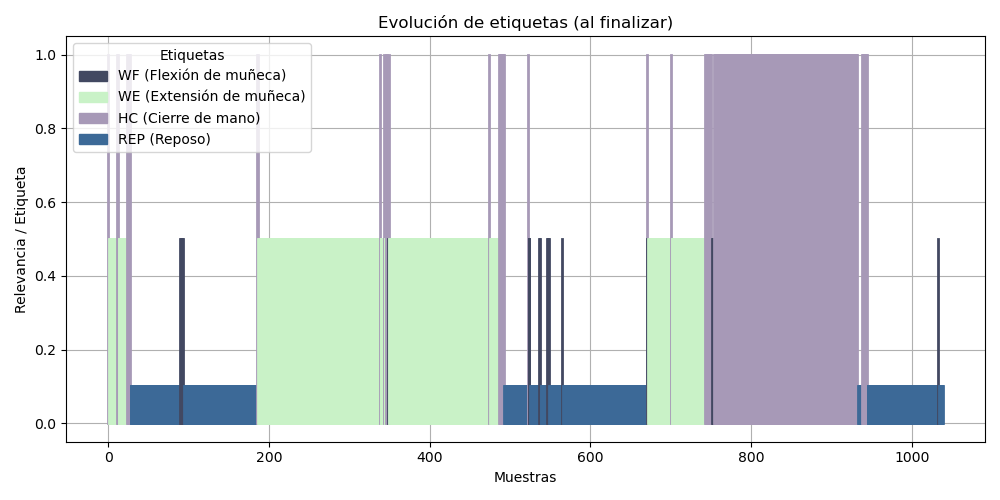 Evolución de etiquetas (al finalizar)
Relevancia / Etiqueta
1.0
0.8
0.6
0.4
0.2
0.0
Etiquetas
WF (Flexión de muñeca)
WE (Extensión de muñeca)
HC (Cierre de mano)
REP (Reposo)
0 200 400 600 800 1000
Muestras